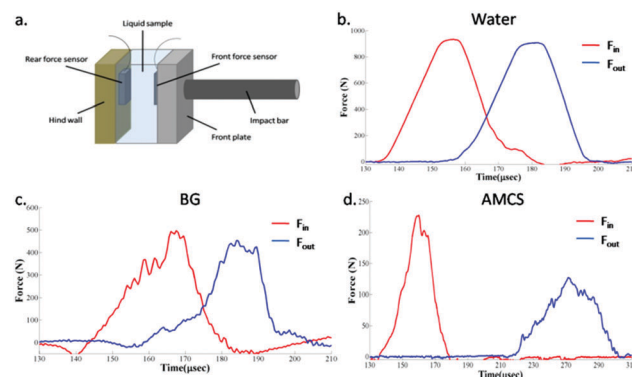 a.
Liquid sample
Rear force sensor
Front force sensor
Hind wall
Impact bar
Front plate
b.
Water
Force (N)
1000
800
600
400
200
0
F_in
F_out
130 140 150 160 170 180 190 200 210
Time(μsec)
c.
BG
Force (N)
600
500
400
300
200
100
0
F_in
F_out
130 140 150 160 170 180 190 200 210
Time(μsec)
d.
AMCS
Force (N)
250
200
150
100
50
0
F_in
F_out
130 150 170 190 210 230 250 270 290 310
Time(μsec)